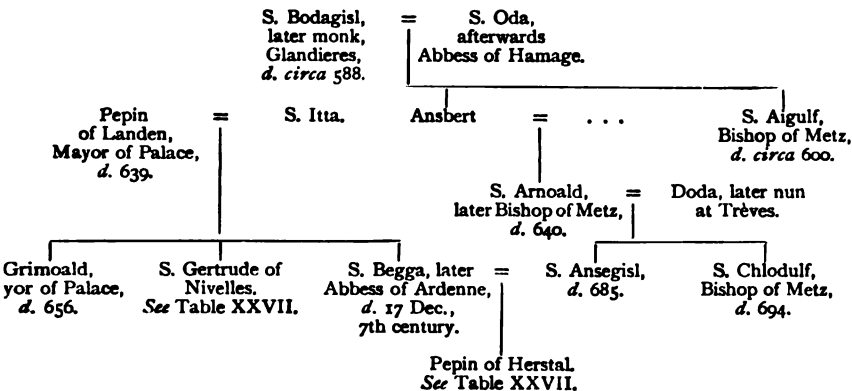 S. Bodagisl, = S. Oda,
later monk, afterwards
Glandieres, Abbess of Hamage.
d. circa 588.
Pepin = S. Itta. Ansbert = . . . S. Aigulf,
of Landen, Bishop of Metz,
Mayor of Palace, d. circa 600.
d. 639.
S. Arnoald, = Doda, later nun
later Bishop of Metz, at Trèves.
d. 640.
Grimoald, S. Gertrude of S. Begga, later = S. Ansegisl, S. Chlodulf,
yor of Palace, Nivelles. Abbess of Ardenne, d. 685. Bishop of Metz,
d. 656. See Table XXVII. d. 17 Dec., d. 694.
7th century.
Pepin of Herstal.
See Table XXVII.